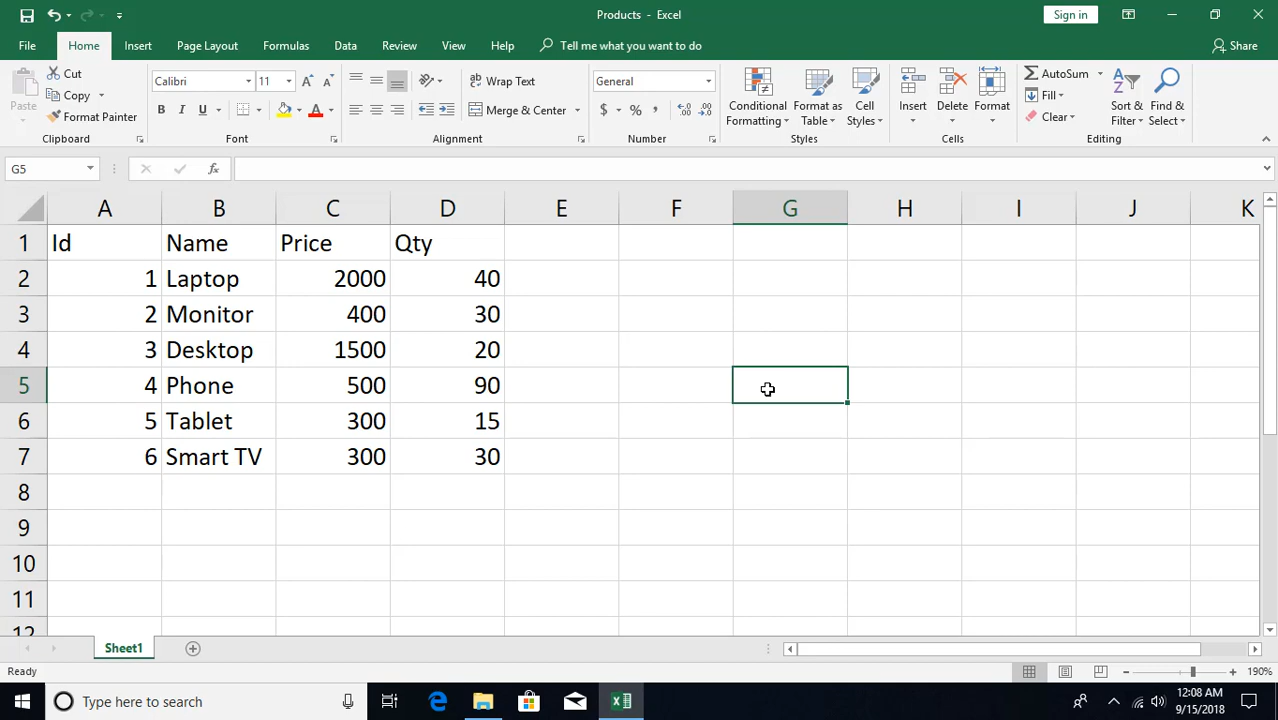 Products - Excel
Sign in
File Home Insert Page Layout Formulas Data Review View Help Tell me what you want to do Share
Paste
Cut
Copy
Format Painter
Clipboard
Calibri 11
B I U
A
Font
Wrap Text
Merge & Center
Alignment
General
$ % ,
Number
Conditional Formatting
Format as Table
Cell Styles
Styles
Insert Delete Format
Cells
AutoSum
Fill
Clear
Sort & Filter
Find & Select
Editing
G5 fx
A B C D E F G H I J K
1 Id Name Price Qty
2 1 Laptop 2000 40
3 2 Monitor 400 30
4 3 Desktop 1500 20
5 4 Phone 500 90
6 5 Tablet 300 15
7 6 Smart TV 300 30
8
9
10
11
12
Sheet1
Ready 190%
Type here to search
12:08 AM
9/15/2018